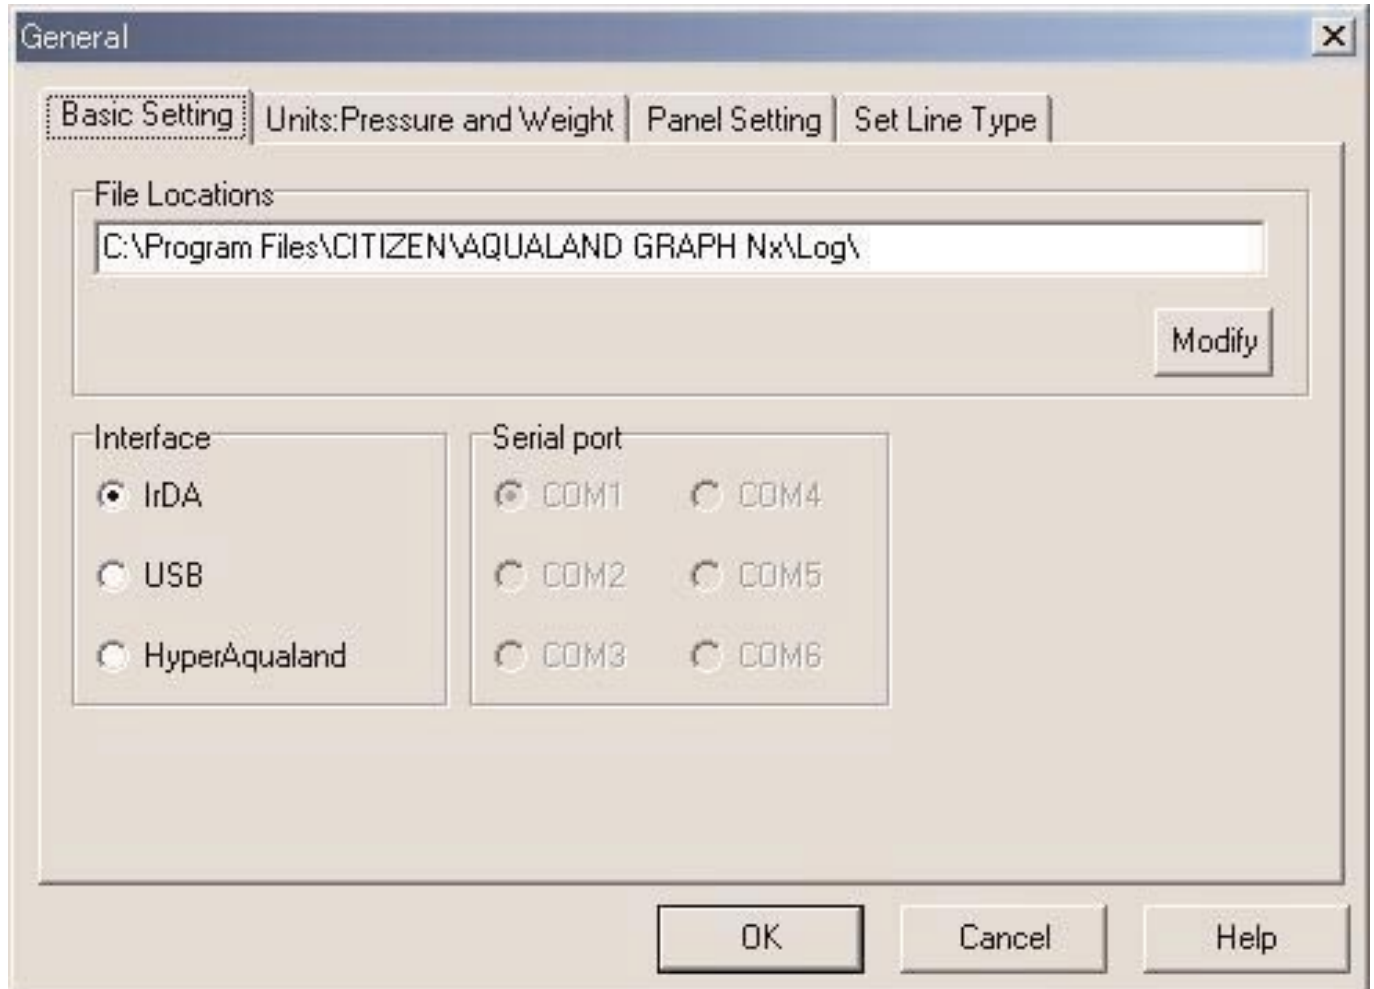 General
Basic Setting
Units:Pressure and Weight
Panel Setting
Set Line Type
File Locations
C:\Program Files\CITIZEN\AQUALAND GRAPH Nx\Log\
Modify
Interface
IrDA
USB
HyperAqualand
Serial port
COM1 COM4
COM2 COM5
COM3 COM6
OK
Cancel
Help